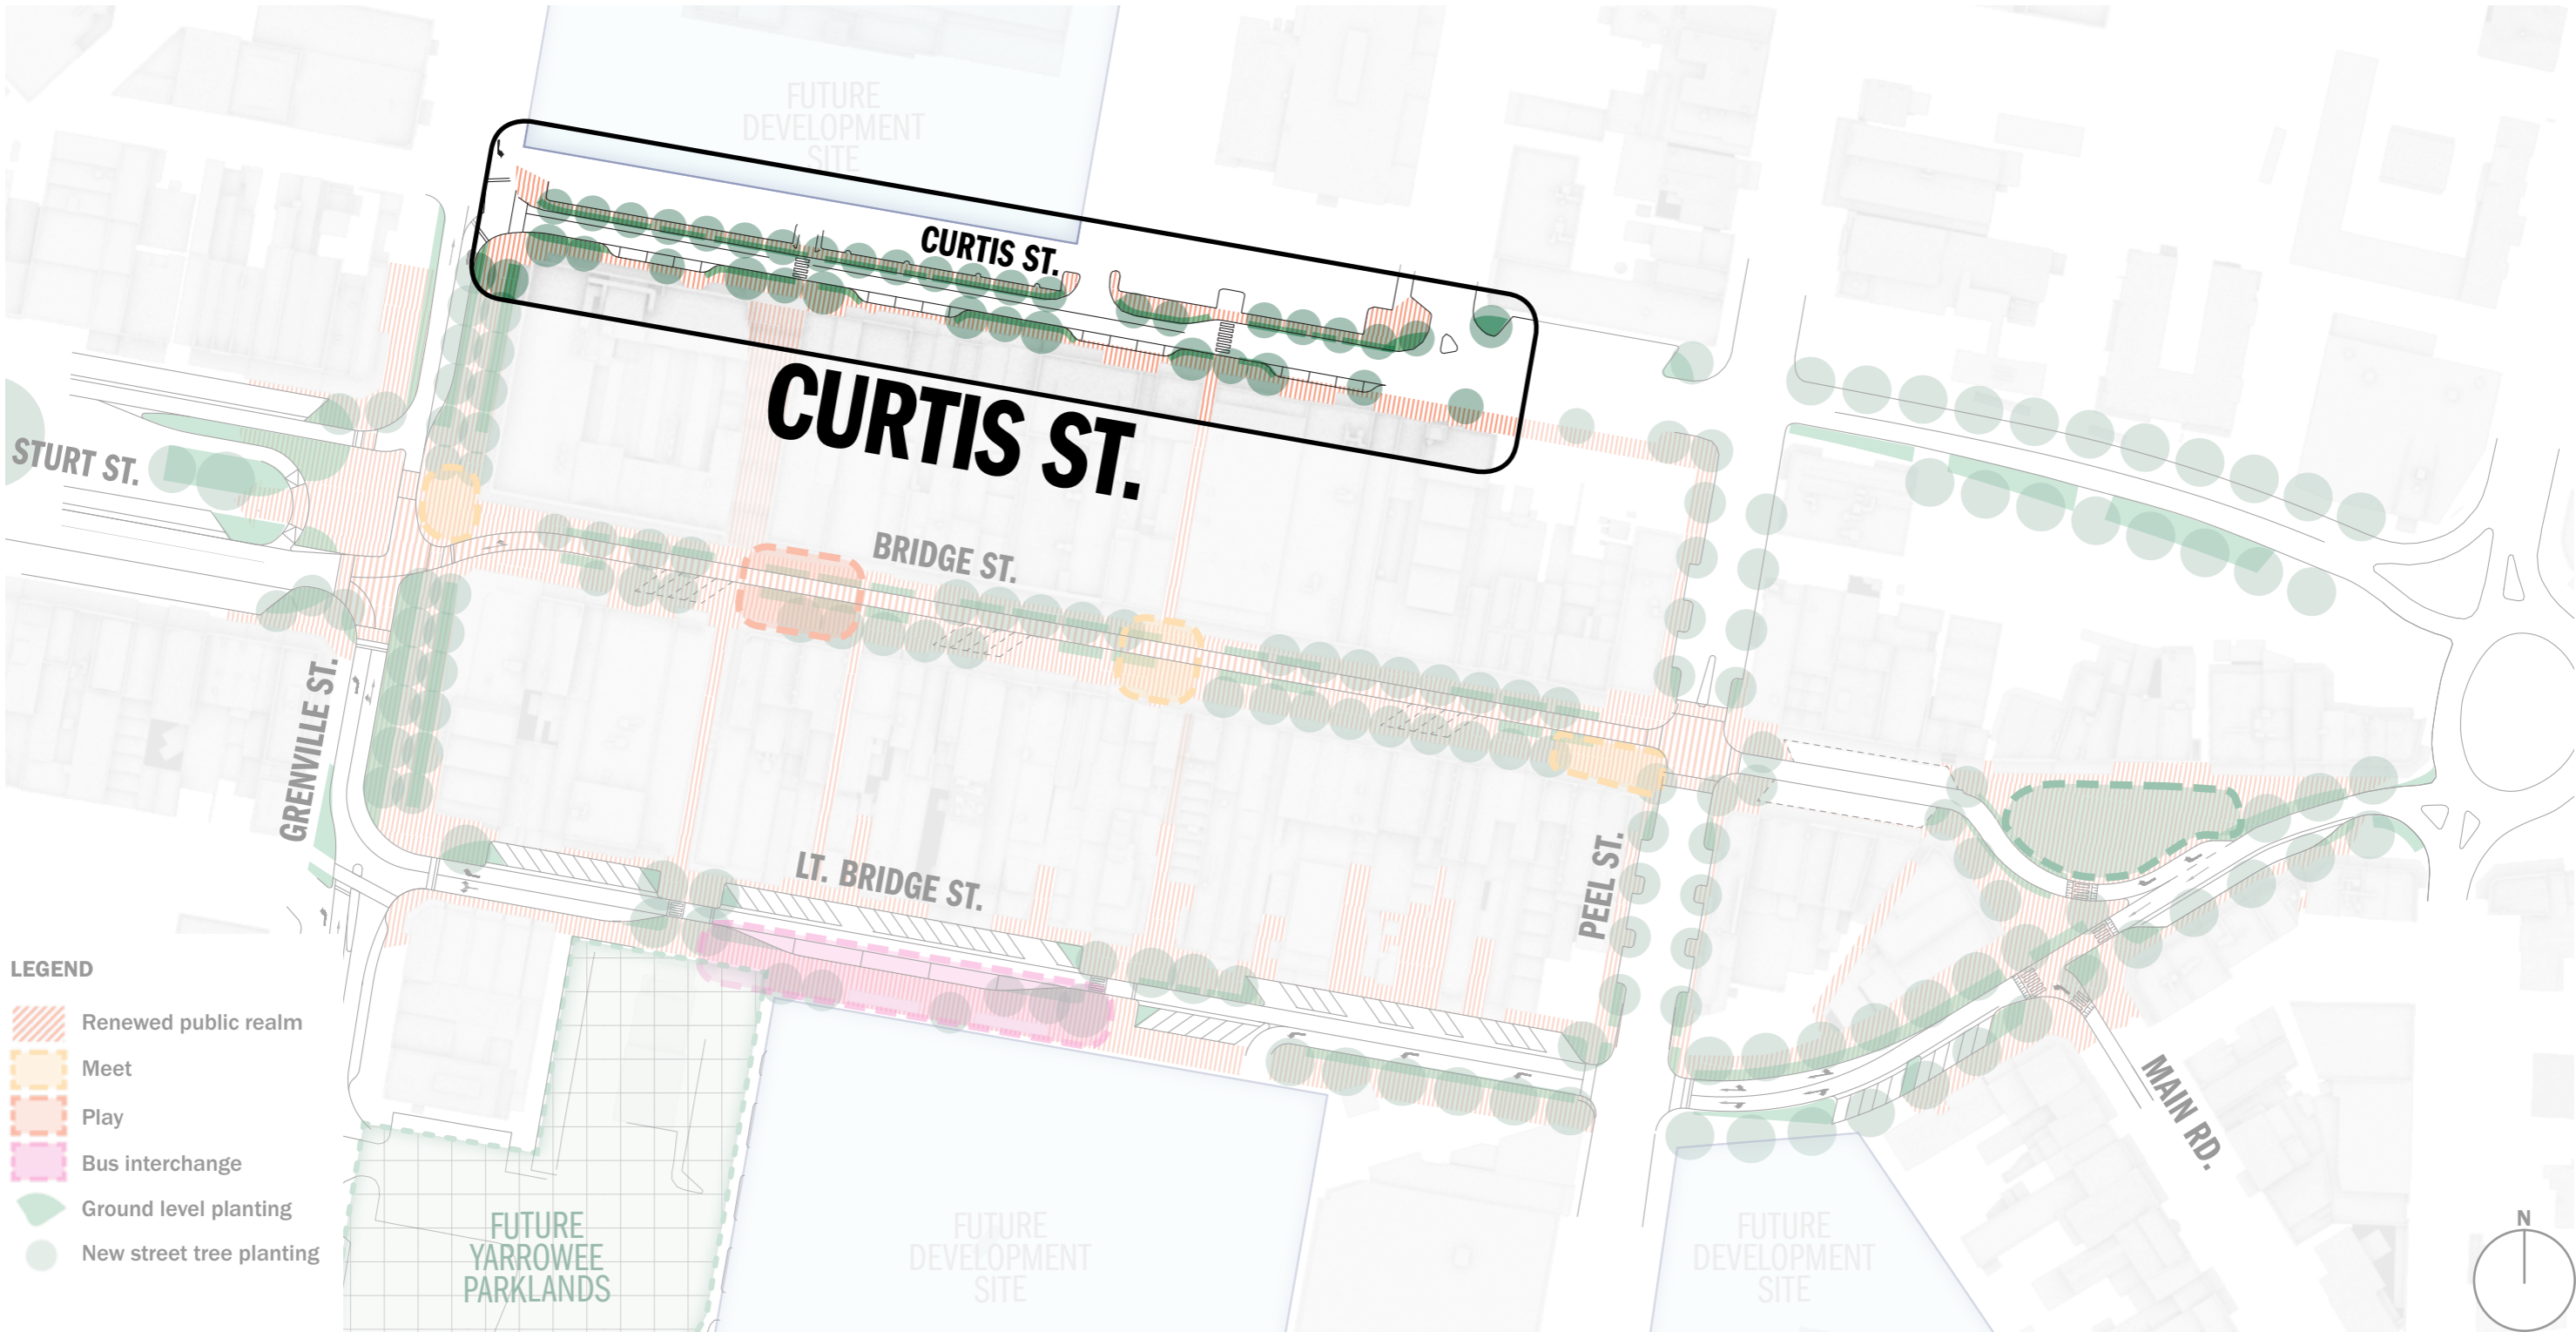 FUTURE
DEVELOPMENT
SITE
CURTIS ST.
CURTIS ST.
STURT ST.
BRIDGE ST.
GRENVILLE ST.
LT. BRIDGE ST.
PEEL ST.
MAIN RD.
LEGEND
Renewed public realm
Meet
Play
Bus interchange
Ground level planting
New street tree planting
FUTURE
YARROWEE
PARKLANDS
FUTURE
DEVELOPMENT
SITE
FUTURE
DEVELOPMENT
SITE
N